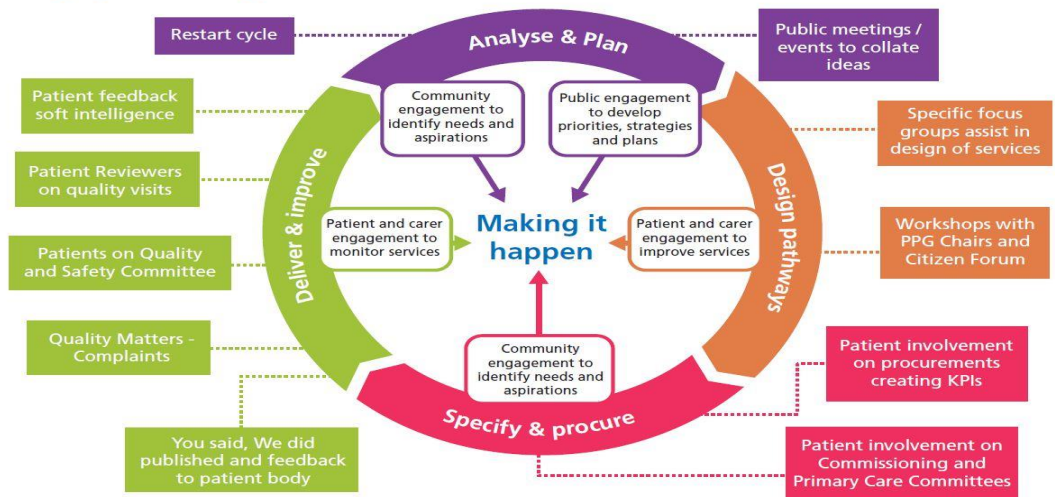 Restart cycle
Analyse & Plan
Public meetings /
events to collate
ideas
Community
engagement to
identify needs and
aspirations
Public engagement
to develop
priorities, strategies
and plans
Specific focus
groups assist in
design of services
Design pathways
Patient and carer
engagement to
improve services
Workshops with
PPG Chairs and
Citizen Forum
Making it
happen
Patient involvement
on procurements
creating KPIs
Community
engagement to
identify needs and
aspirations
Specify & procure
Patient involvement on
Commissioning and
Primary Care Committees
Patient feedback
soft intelligence
Patient Reviewers
on quality visits
Deliver & improve
Patient and carer
engagement to
monitor services
Patients on Quality
and Safety Committee
Quality Matters -
Complaints
You said, We did
published and feedback
to patient body